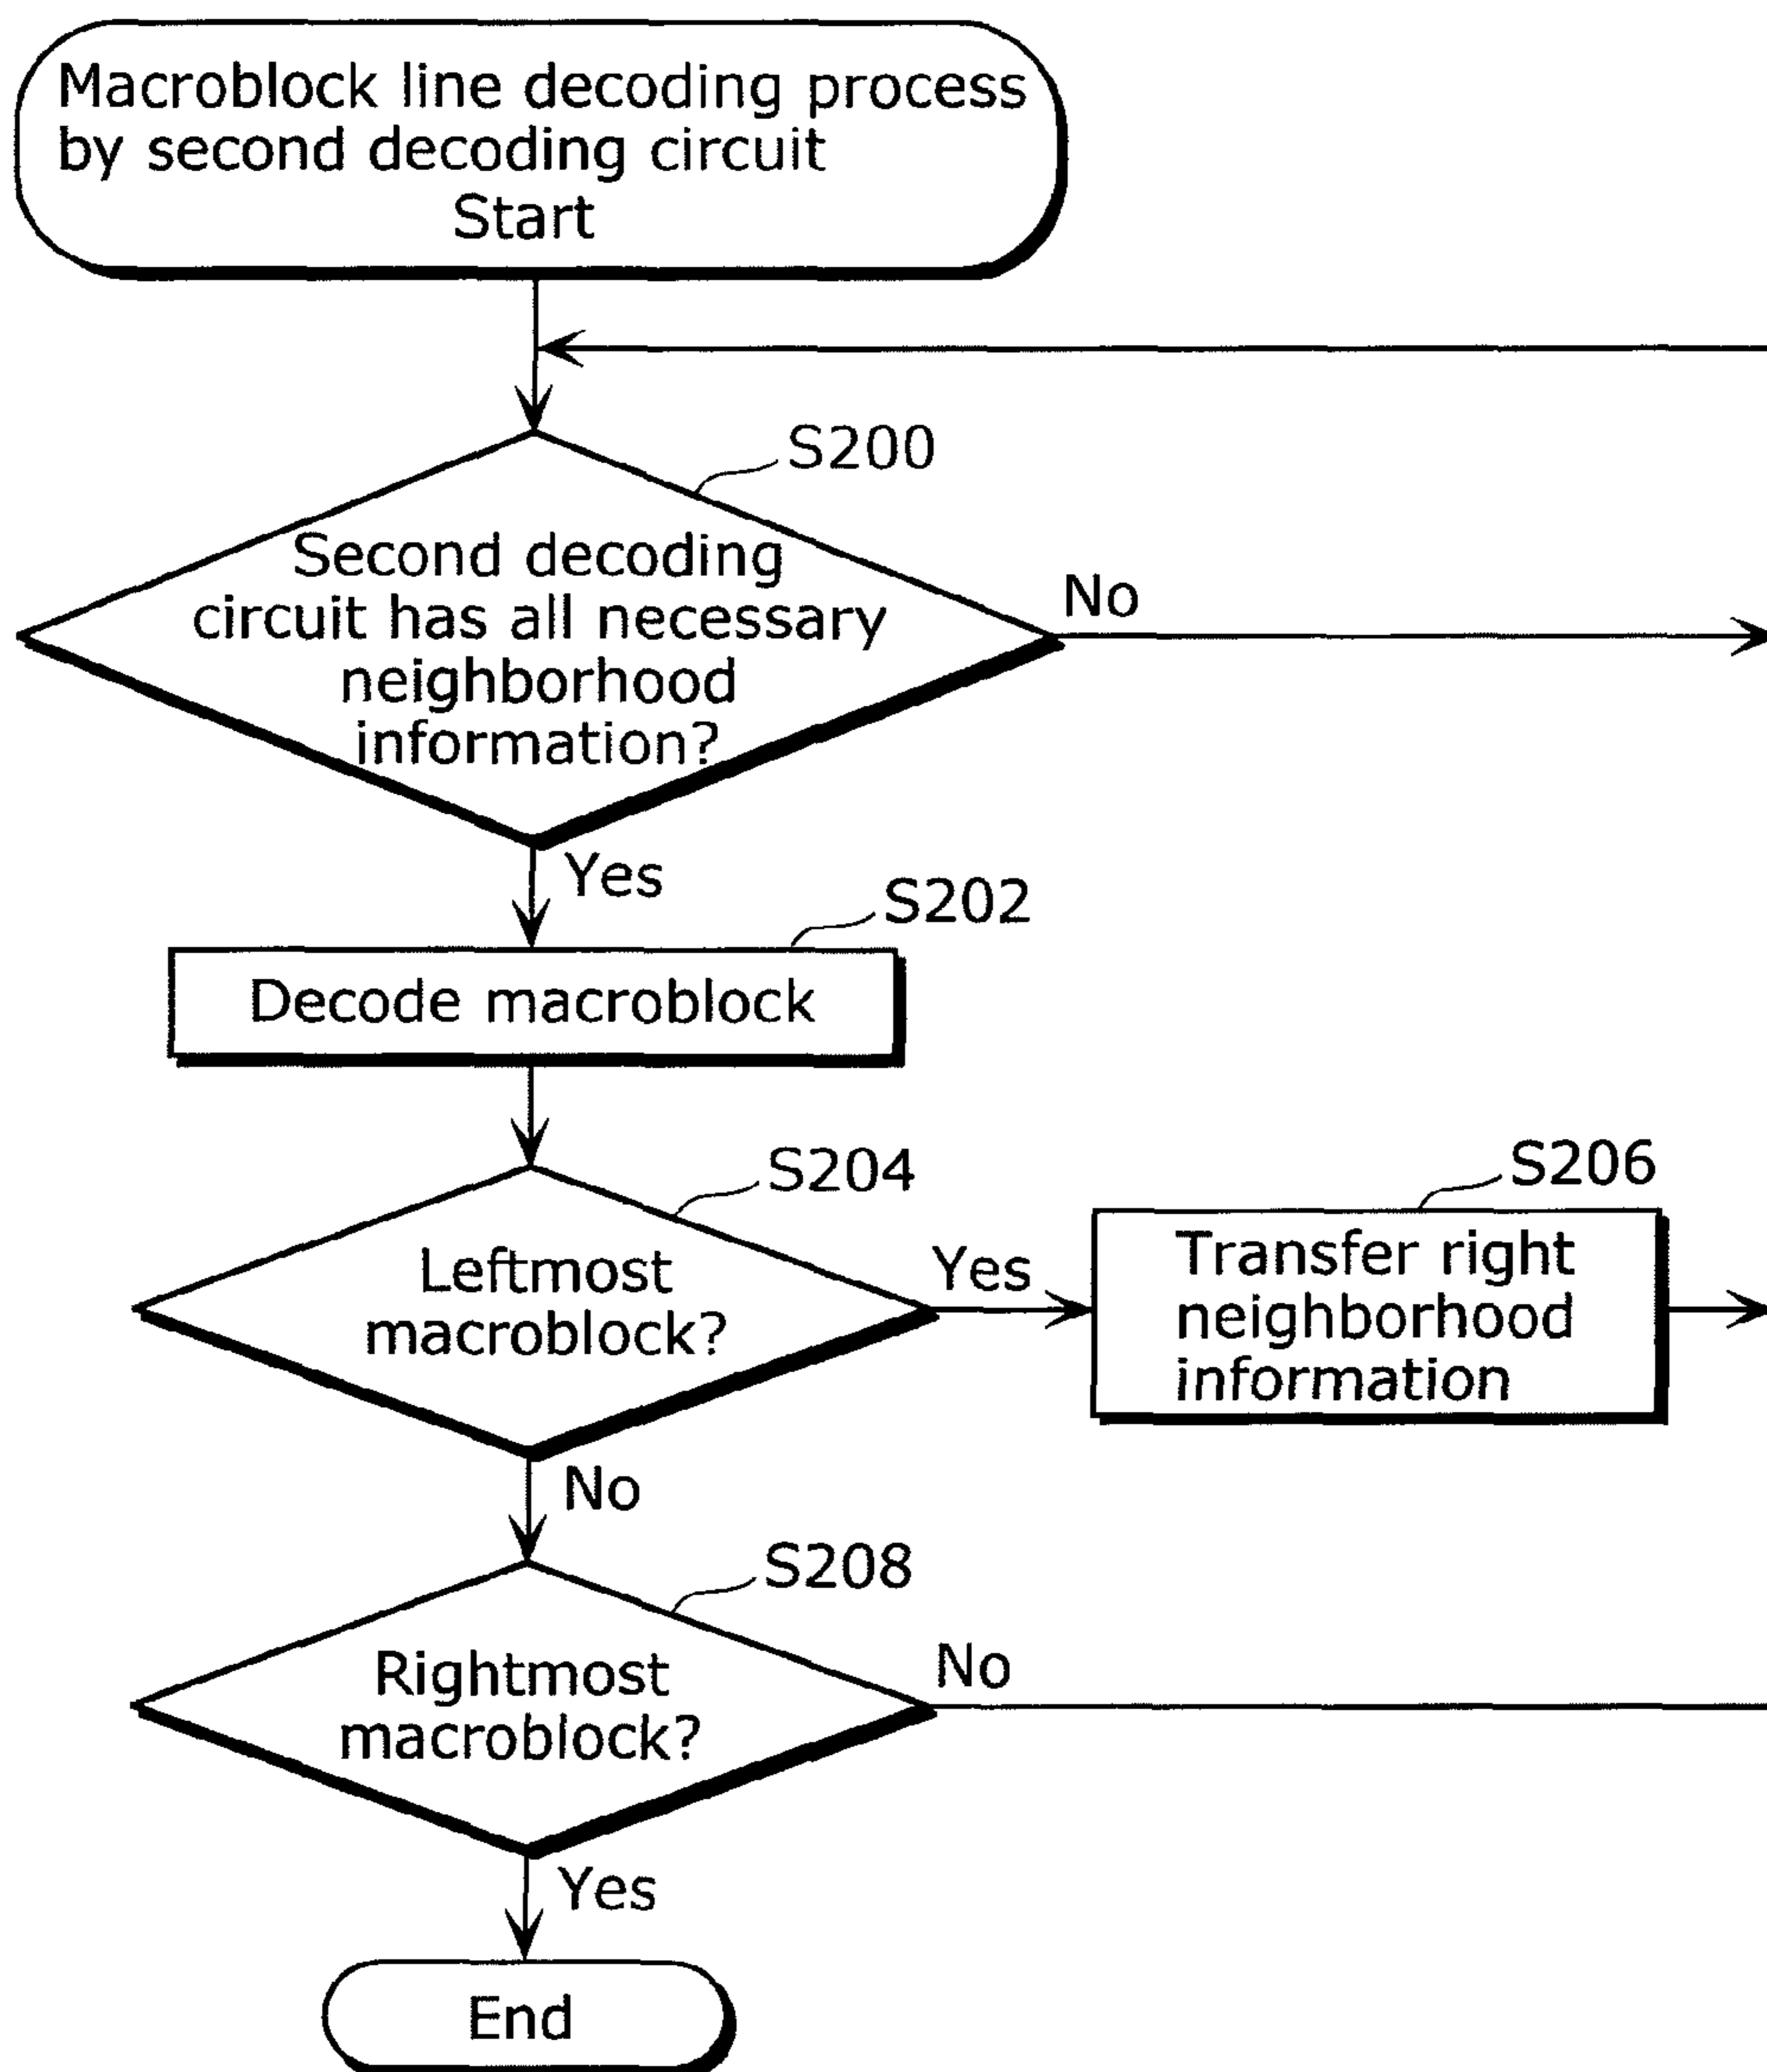 Macroblock line decoding process
by second decoding circuit
Start
S200
Second decoding
circuit has all necessary
neighborhood
information?
No
Yes
S202
Decode macroblock
S204
Leftmost
macroblock?
Yes
S206
Transfer right
neighborhood
information
No
S208
Rightmost
macroblock?
No
Yes
End